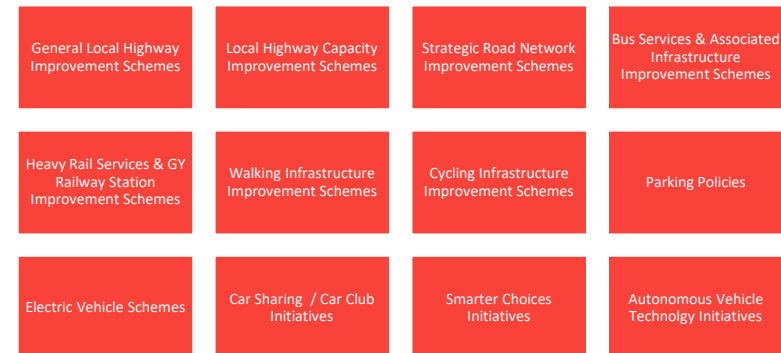 General Local Highway
Improvement Schemes
Local Highway Capacity
Improvement Schemes
Strategic Road Network
Improvement Schemes
Bus Services & Associated
Infrastructure
Improvement Schemes
Heavy Rail Services & GY
Railway Station
Improvement Schemes
Walking Infrastructure
Improvement Schemes
Cycling Infrastructure
Improvement Schemes
Parking Policies
Electric Vehicle Schemes
Car Sharing / Car Club
Initiatives
Smarter Choices
Initiatives
Autonomous Vehicle
Technolgy Initiatives